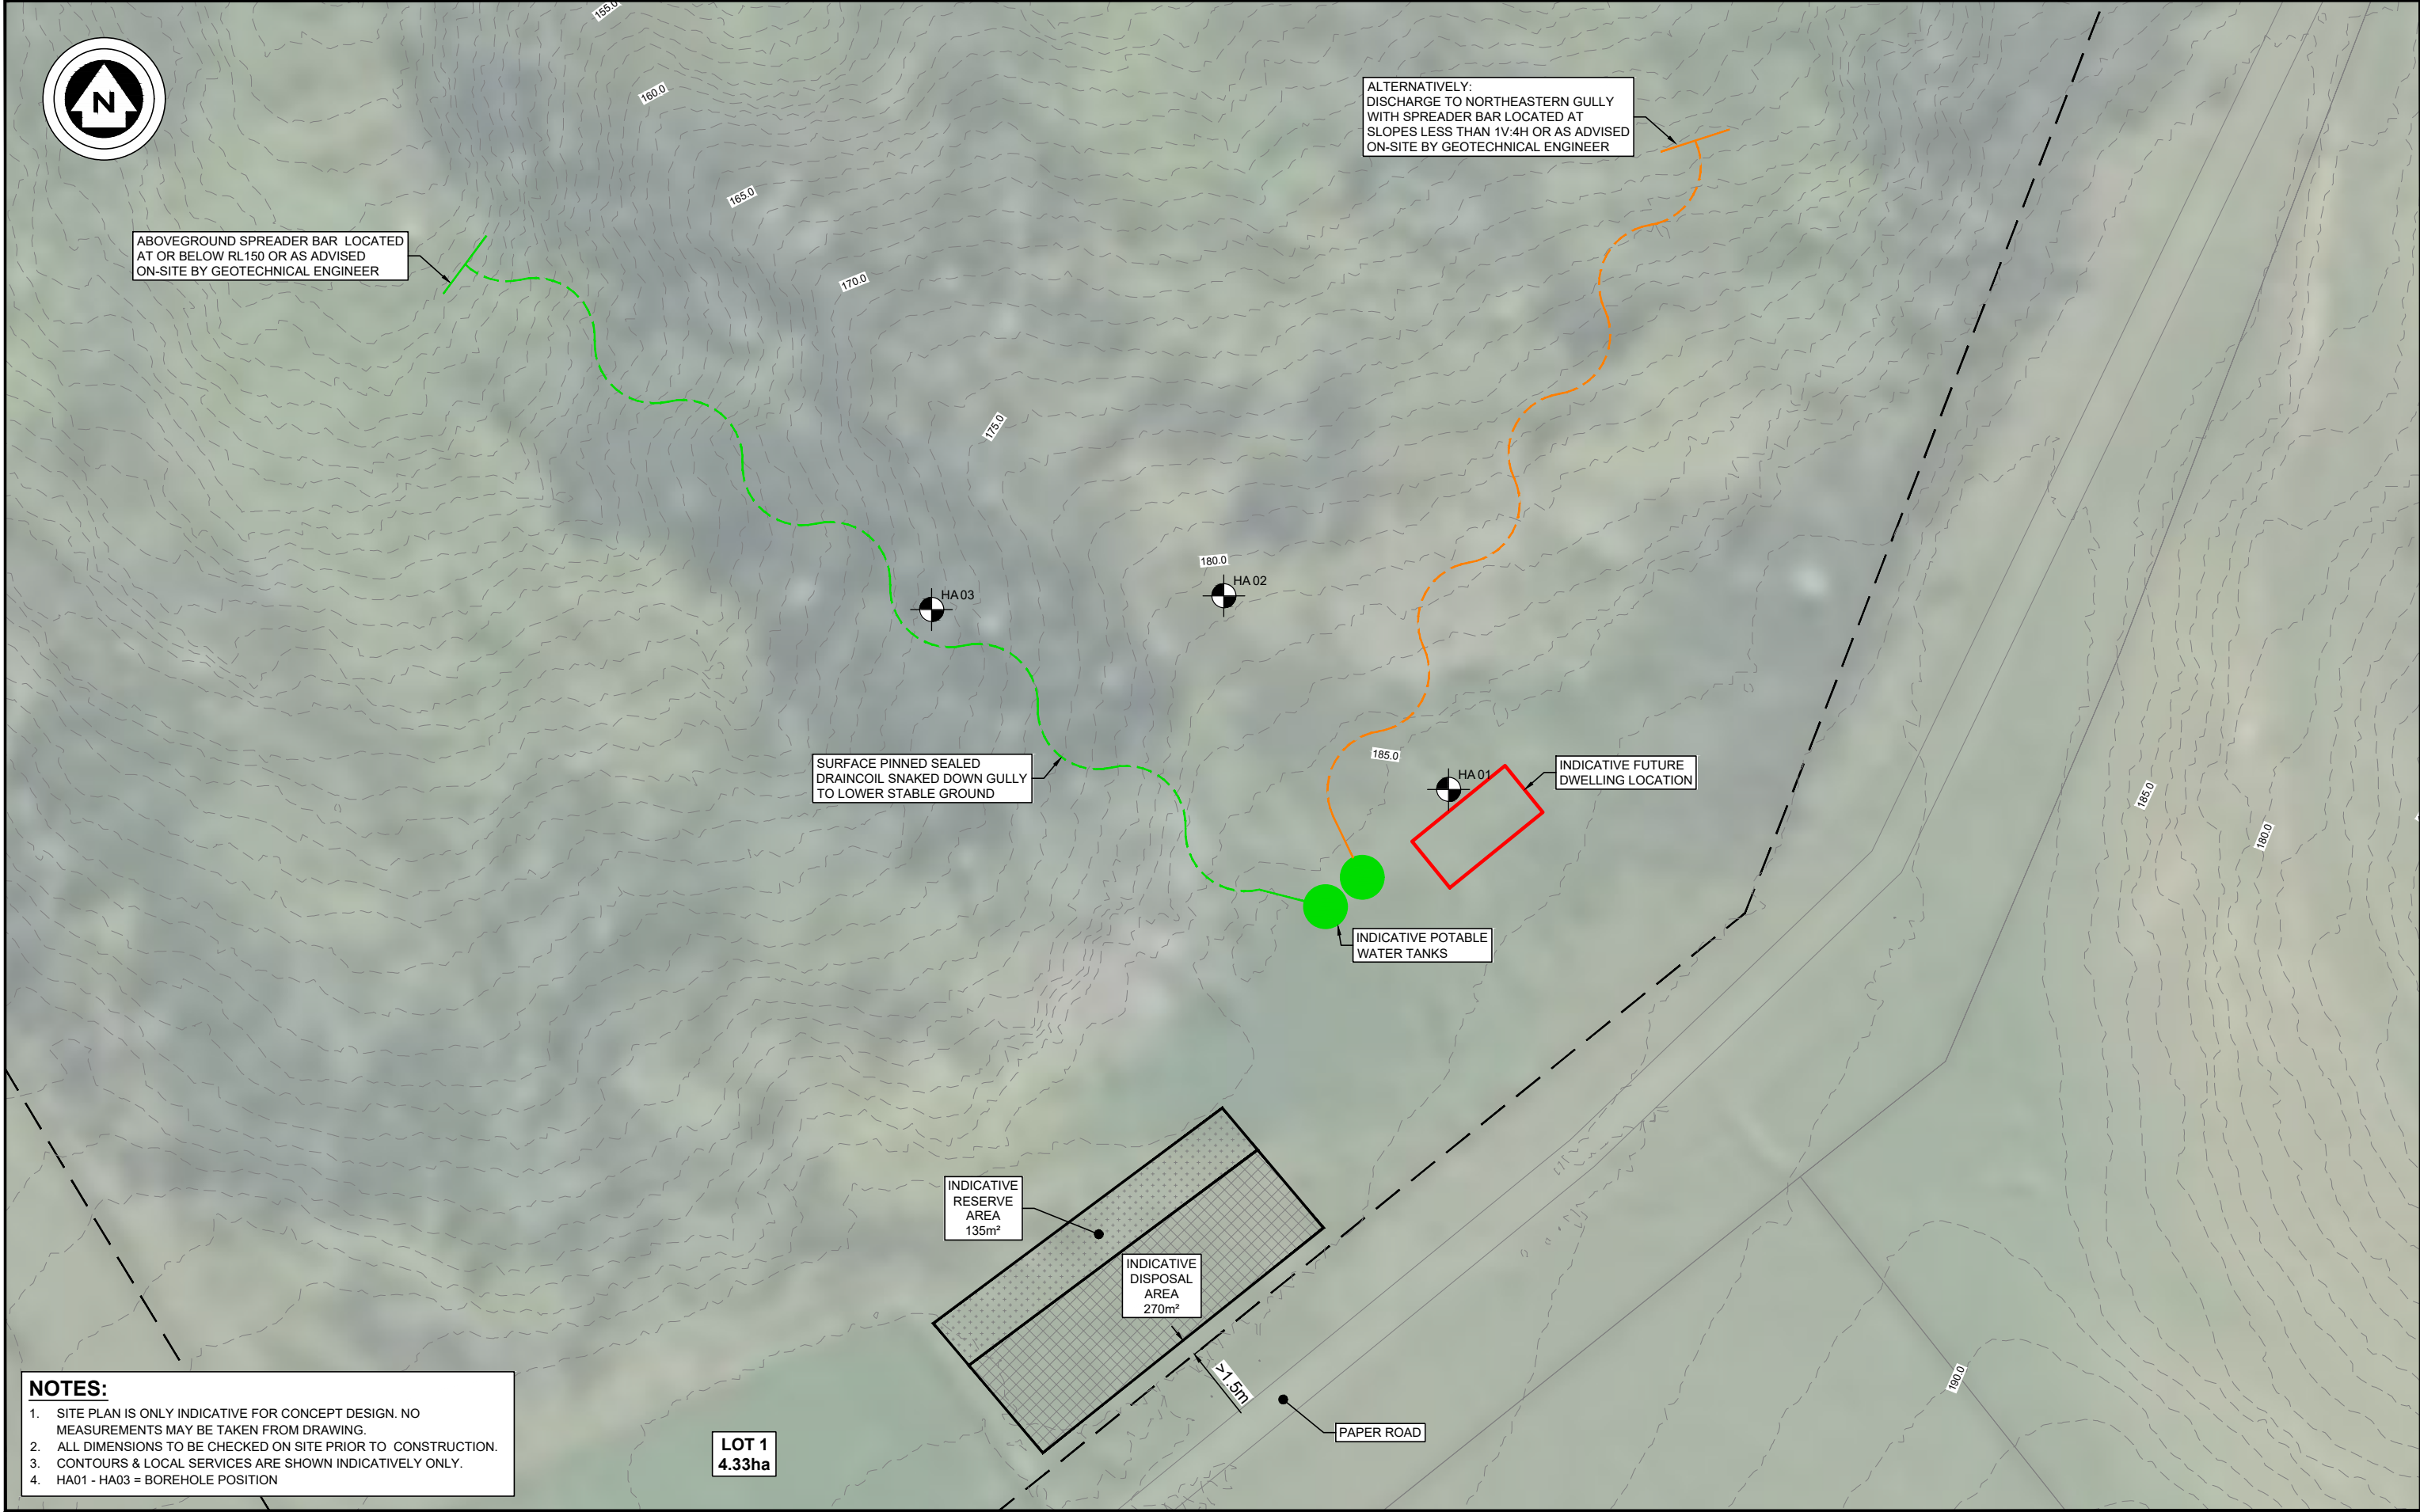 155.0
N
160.0
ALTERNATIVELY:
DISCHARGE TO NORTHEASTERN GULLY
WITH SPREADER BAR LOCATED AT
SLOPES LESS THAN 1V:4H OR AS ADVISED
ON-SITE BY GEOTECHNICAL ENGINEER
165.0
ABOVEGROUND SPREADER BAR LOCATED
AT OR BELOW RL150 OR AS ADVISED
ON-SITE BY GEOTECHNICAL ENGINEER
170.0
175.0
180.0
HA 02
HA 03
SURFACE PINNED SEALED
DRAINCOIL SNAKED DOWN GULLY
TO LOWER STABLE GROUND
185.0
HA 01
INDICATIVE FUTURE
DWELLING LOCATION
185.0
180.0
INDICATIVE POTABLE
WATER TANKS
INDICATIVE
RESERVE
AREA
135m²
INDICATIVE
DISPOSAL
AREA
270m²
>1.5m
190.0
PAPER ROAD
LOT 1
4.33ha
NOTES:
1. SITE PLAN IS ONLY INDICATIVE FOR CONCEPT DESIGN. NO
MEASUREMENTS MAY BE TAKEN FROM DRAWING.
2. ALL DIMENSIONS TO BE CHECKED ON SITE PRIOR TO CONSTRUCTION.
3. CONTOURS & LOCAL SERVICES ARE SHOWN INDICATIVELY ONLY.
4. HA01 - HA03 = BOREHOLE POSITION